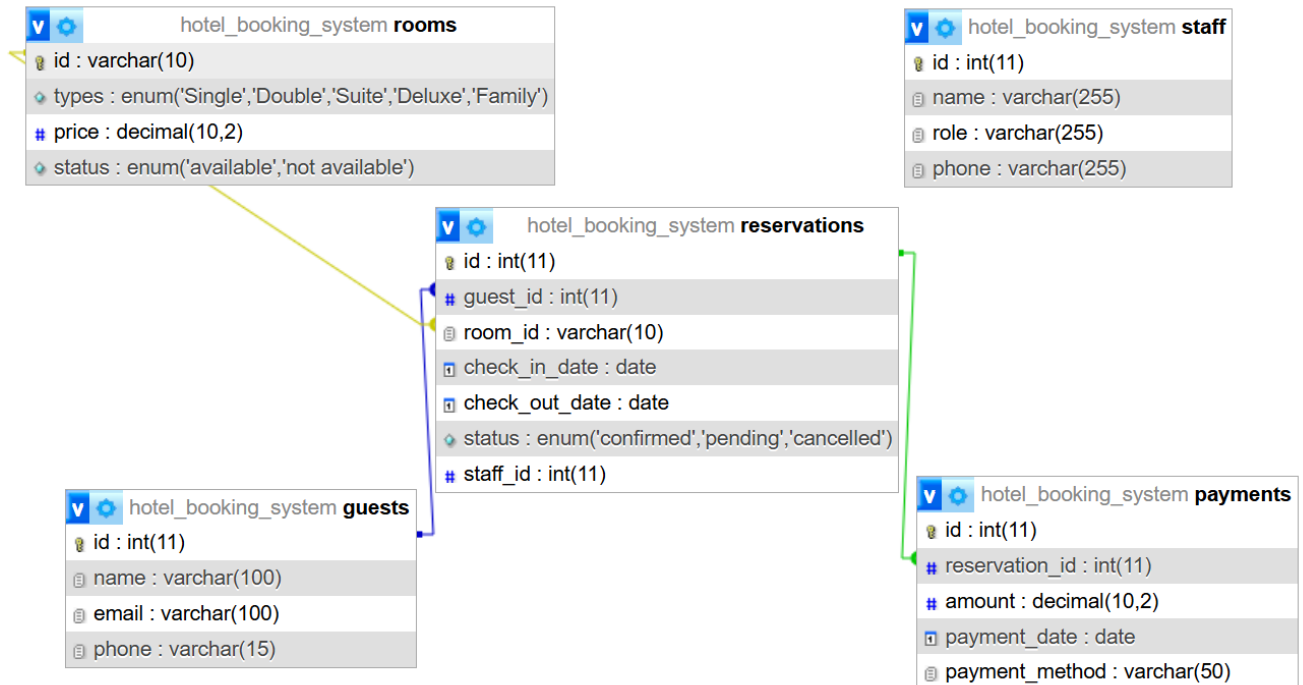 hotel_booking_system rooms
id : varchar(10)
types : enum('Single','Double','Suite','Deluxe','Family')
price : decimal(10,2)
status : enum('available','not available')
hotel_booking_system staff
id : int(11)
name : varchar(255)
role : varchar(255)
phone : varchar(255)
hotel_booking_system reservations
id : int(11)
guest_id : int(11)
room_id : varchar(10)
check_in_date : date
check_out_date : date
status : enum('confirmed','pending','cancelled')
staff_id : int(11)
hotel_booking_system guests
id : int(11)
name : varchar(100)
email : varchar(100)
phone : varchar(15)
hotel_booking_system payments
id : int(11)
reservation_id : int(11)
amount : decimal(10,2)
payment_date : date
payment_method : varchar(50)